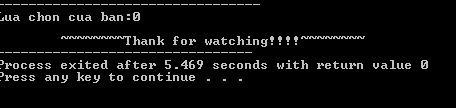 --------------------------------
Lua chon cua ban:0
~~~~~~~~Thank for watching!!!!~~~~~~~~
--------------------------------
Process exited after 5.469 seconds with return value 0
Press any key to continue . . .